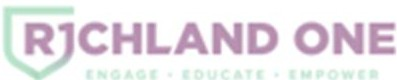 RICHLAND ONE
ENGAGE • EDUCATE • EMPOWER